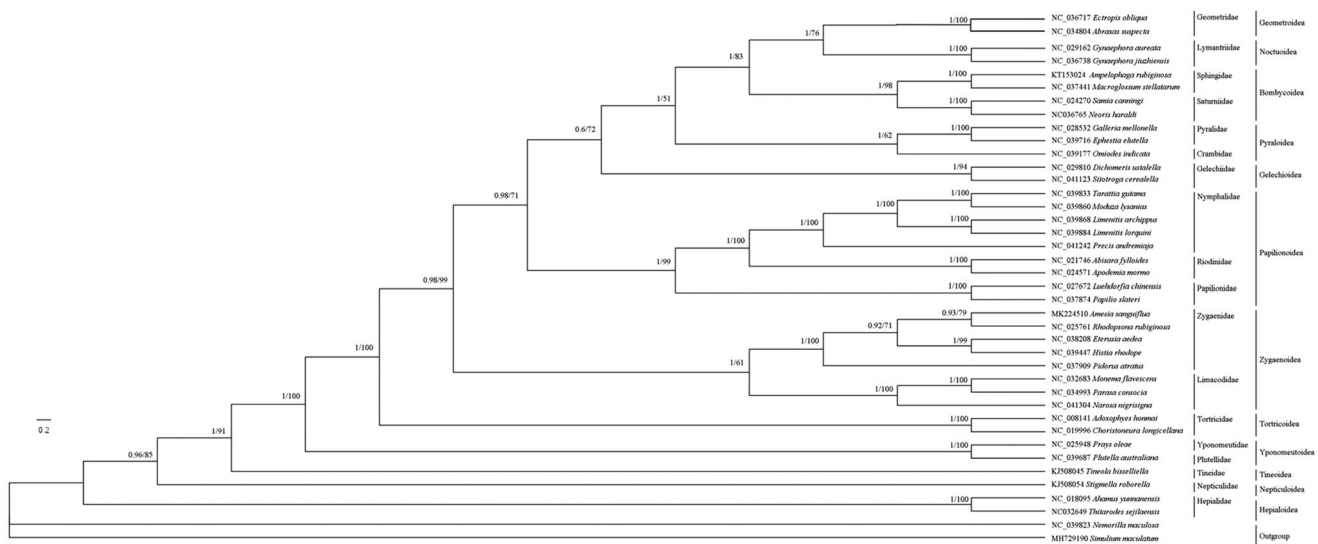 1/100 NC_036717 Ectropis obliqua Geometridae Geometroidea
1/76 NC_034804 Abraxas suspecta
1/83 1/100 NC_029162 Gynaephora aureata Lymantriidae Noctuoidea
NC_036738 Gynaephora jiuzhiensis
1/100 KT153024 Ampelophaga rubiginosa Sphingidae Bombycoidea
1/51 1/98 NC_037441 Macroglossum stellatarum
1/100 NC_024270 Samia canningi Saturniidae
NC036765 Neoris haraldi
0.6/72 1/100 NC_028532 Galleria mellonella Pyralidae Pyraloidea
1/62 NC_039716 Ephestia elutella
NC_039177 Omiodes indicata Crambidae
1/94 NC_029810 Dichomeris ustalella Gelechiidae Gelechioidea
NC_041123 Sitotroga cerealella
0.98/71 1/100 NC_039833 Tarattia gutama Nymphalidae Papilionoidea
1/100 NC_039860 Moduza lysanias
1/100 1/100 NC_039868 Limenitis archippus
NC_039884 Limenitis lorquini
1/100 NC_041242 Precis andremiaja
1/99 1/100 NC_021746 Abisara fylloides Riodinidae
NC_024571 Apodemia mormo
0.98/99 1/100 NC_027672 Luehdorfia chinensis Papilionidae
NC_037874 Papilio slateri
0.93/79 MK224510 Amesia sanguiflua Zygaenidae Zygaenoidea
0.92/71 NC_025761 Rhodopsona rubiginosa
1/100 1/99 NC_038208 Eterusia aedea
NC_039447 Histia rhodope
1/100 1/61 NC_037909 Pidorus atratus
1/100 NC_032683 Monema flavescens Limacodidae
1/100 NC_034993 Parasa consocia
NC_041304 Narosa nigrisigna
1/100 1/100 NC_008141 Adoxophyes honmai Tortricidae Tortricoidea
NC_019996 Choristoneura longicellana
1/91 1/100 NC_025948 Prays oleae Yponomeutidae Yponomeutoidea
NC_039687 Plutella australiana Plutellidae
0.96/85 KJ508045 Tineola bisselliella Tineidae Tineoidea
KJ508054 Stigmella roborella Nepticulidae Nepticuloidea
1/100 NC_018095 Ahamus yunnanensis Hepialidae Hepialoidea
NC032649 Thitarodes sejilaensis
NC_039823 Nemorilla maculosa Outgroup
MH729190 Simulium maculatum
0.2